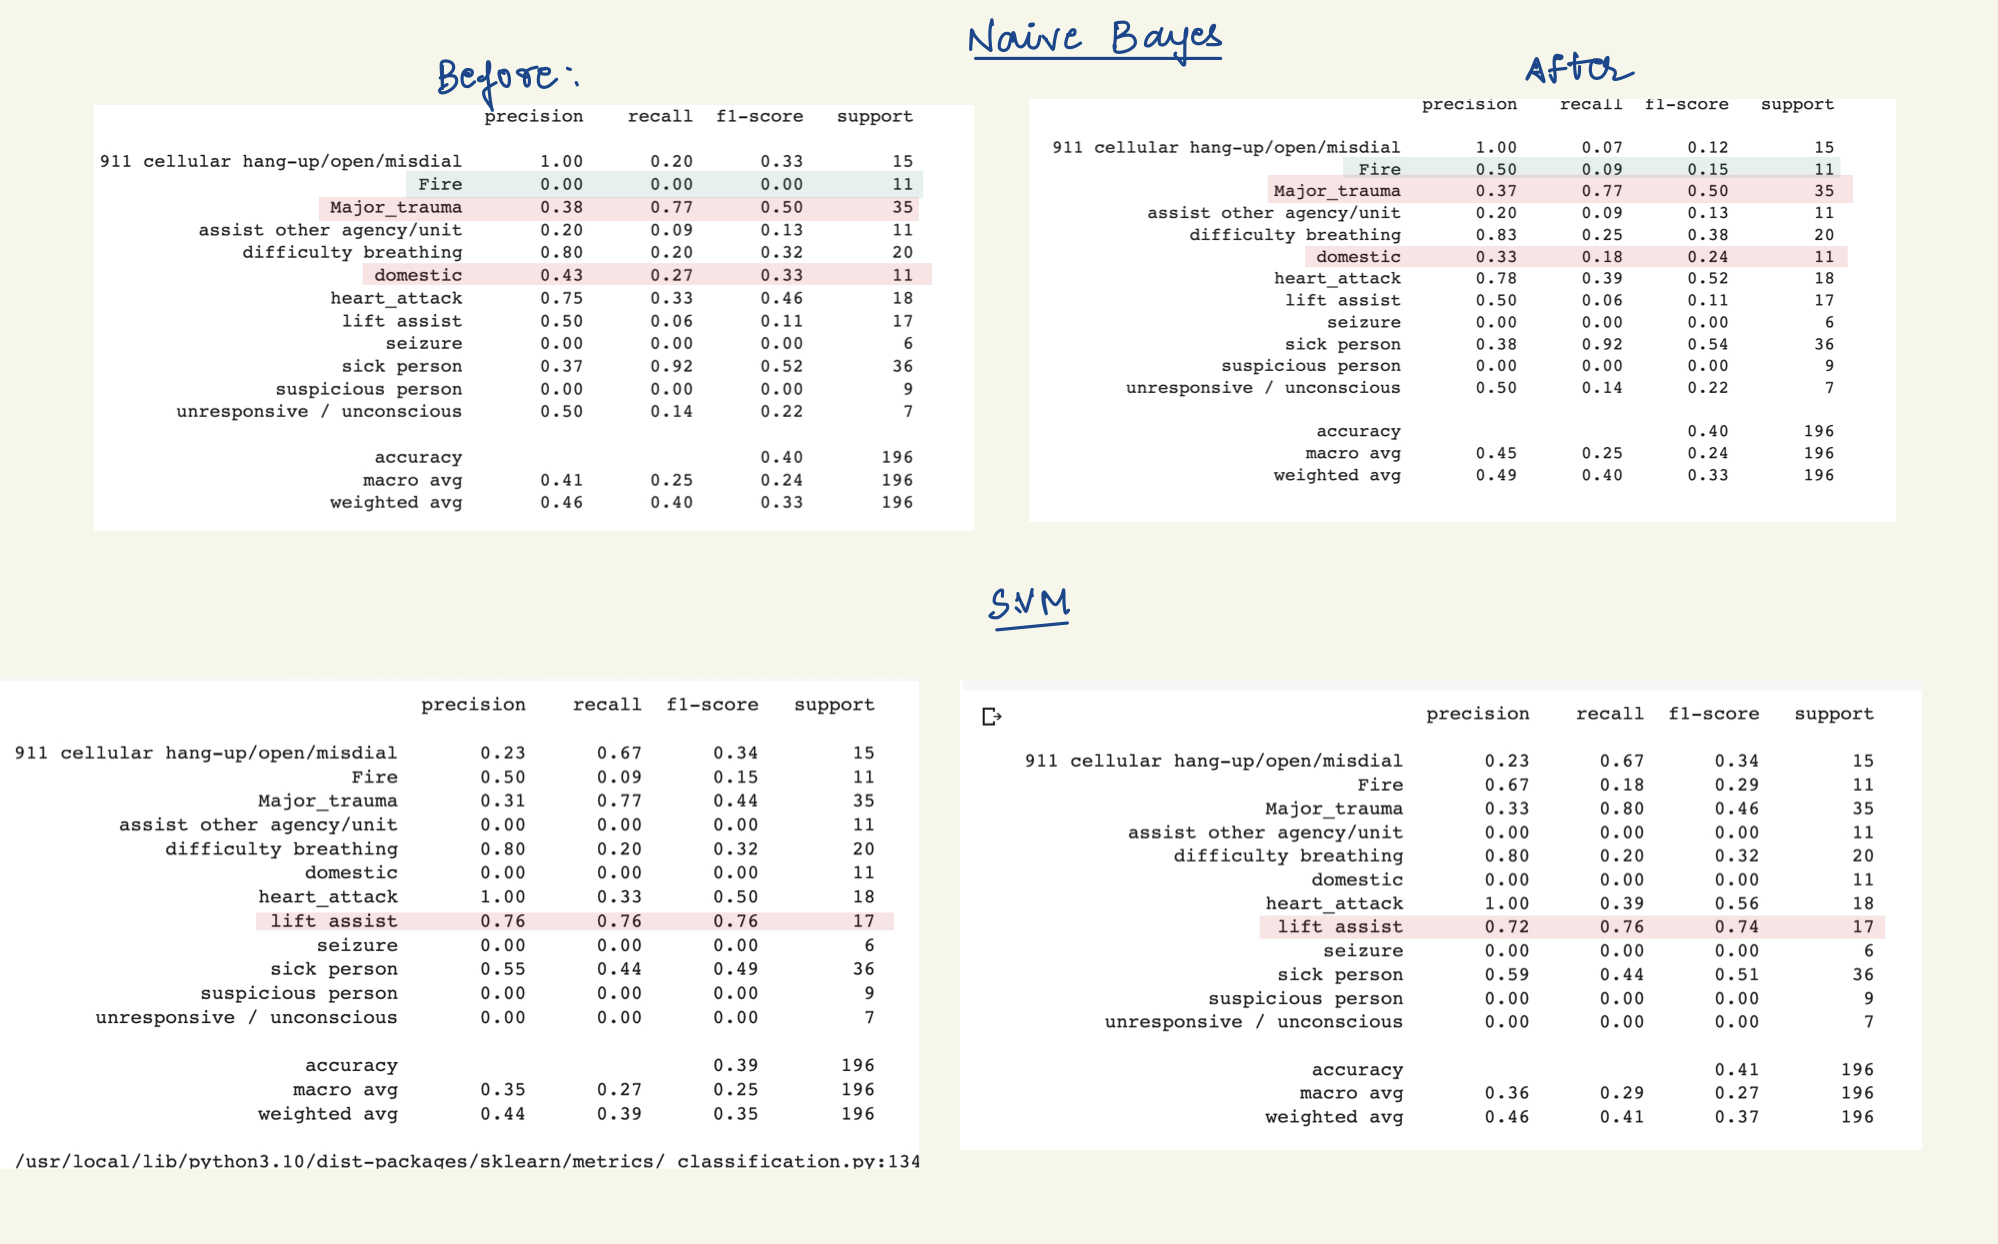 Naive Bayes
Before:
precision recall f1-score support
911 cellular hang-up/open/misdial 1.00 0.20 0.33 15
Fire 0.00 0.00 0.00 11
Major_trauma 0.38 0.77 0.50 35
assist other agency/unit 0.20 0.09 0.13 11
difficulty breathing 0.80 0.20 0.32 20
domestic 0.43 0.27 0.33 11
heart_attack 0.75 0.33 0.46 18
lift assist 0.50 0.06 0.11 17
seizure 0.00 0.00 0.00 6
sick person 0.37 0.92 0.52 36
suspicious person 0.00 0.00 0.00 9
unresponsive / unconscious 0.50 0.14 0.22 7
accuracy 0.40 196
macro avg 0.41 0.25 0.24 196
weighted avg 0.46 0.40 0.33 196
After
precision recall f1-score support
911 cellular hang-up/open/misdial 1.00 0.07 0.12 15
Fire 0.50 0.09 0.15 11
Major_trauma 0.37 0.77 0.50 35
assist other agency/unit 0.20 0.09 0.13 11
difficulty breathing 0.83 0.25 0.38 20
domestic 0.33 0.18 0.24 11
heart_attack 0.78 0.39 0.52 18
lift assist 0.50 0.06 0.11 17
seizure 0.00 0.00 0.00 6
sick person 0.38 0.92 0.54 36
suspicious person 0.00 0.00 0.00 9
unresponsive / unconscious 0.50 0.14 0.22 7
accuracy 0.40 196
macro avg 0.45 0.25 0.24 196
weighted avg 0.49 0.40 0.33 196
SVM
precision recall f1-score support
911 cellular hang-up/open/misdial 0.23 0.67 0.34 15
Fire 0.50 0.09 0.15 11
Major_trauma 0.31 0.77 0.44 35
assist other agency/unit 0.00 0.00 0.00 11
difficulty breathing 0.80 0.20 0.32 20
domestic 0.00 0.00 0.00 11
heart_attack 1.00 0.33 0.50 18
lift assist 0.76 0.76 0.76 17
seizure 0.00 0.00 0.00 6
sick person 0.55 0.44 0.49 36
suspicious person 0.00 0.00 0.00 9
unresponsive / unconscious 0.00 0.00 0.00 7
accuracy 0.39 196
macro avg 0.35 0.27 0.25 196
weighted avg 0.44 0.39 0.35 196
/usr/local/lib/python3.10/dist-packages/sklearn/metrics/_classification.py:134
precision recall f1-score support
911 cellular hang-up/open/misdial 0.23 0.67 0.34 15
Fire 0.67 0.18 0.29 11
Major_trauma 0.33 0.80 0.46 35
assist other agency/unit 0.00 0.00 0.00 11
difficulty breathing 0.80 0.20 0.32 20
domestic 0.00 0.00 0.00 11
heart_attack 1.00 0.39 0.56 18
lift assist 0.72 0.76 0.74 17
seizure 0.00 0.00 0.00 6
sick person 0.59 0.44 0.51 36
suspicious person 0.00 0.00 0.00 9
unresponsive / unconscious 0.00 0.00 0.00 7
accuracy 0.41 196
macro avg 0.36 0.29 0.27 196
weighted avg 0.46 0.41 0.37 196